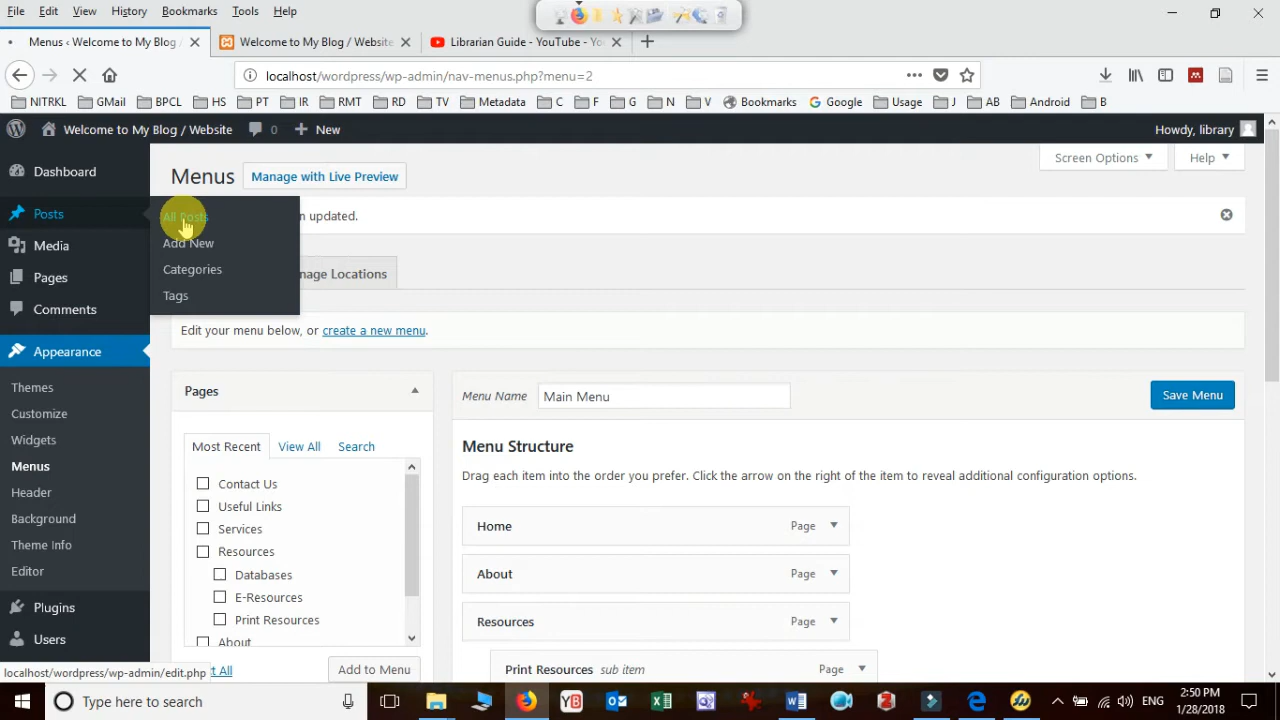 File Edit View History Bookmarks Tools Help
Menus ‹ Welcome to My Blog / Welcome to My Blog / Website Librarian Guide - YouTube - Yo
localhost/wordpress/wp-admin/nav-menus.php?menu=2
NITRKL GMail BPCL HS PT IR RMT RD TV Metadata C F G N V Bookmarks Google Usage J AB Android B
Welcome to My Blog / Website 0 New Howdy, library
Dashboard
Posts
Media
Pages
Comments
Appearance
Themes
Customize
Widgets
Menus
Header
Background
Theme Info
Editor
Plugins
Users
All Posts
Add New
Categories
Tags
Screen Options Help
Menus Manage with Live Preview
updated.
Locations
Edit your menu below, or create a new menu.
Pages
Most Recent View All Search
Contact Us
Useful Links
Services
Resources
Databases
E-Resources
Print Resources
About
All Add to Menu
Menu Name Main Menu Save Menu
Menu Structure
Drag each item into the order you prefer. Click the arrow on the right of the item to reveal additional configuration options.
Home Page
About Page
Resources Page
Print Resources sub item Page
localhost/wordpress/wp-admin/edit.php
Type here to search
ENG
2:50 PM
1/28/2018